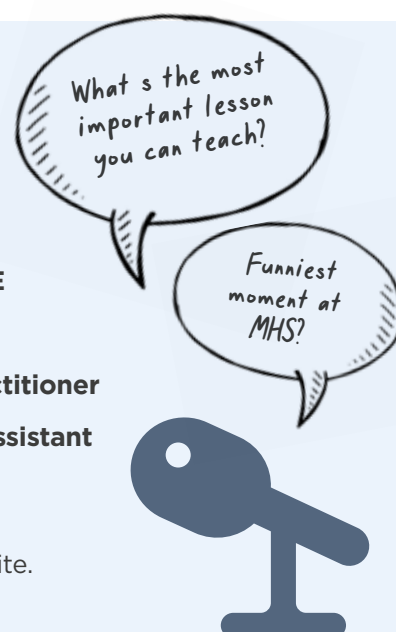 What s the most
important lesson
you can teach?
Funniest
moment at
MHS?
E
ctitioner
ssistant
ite.